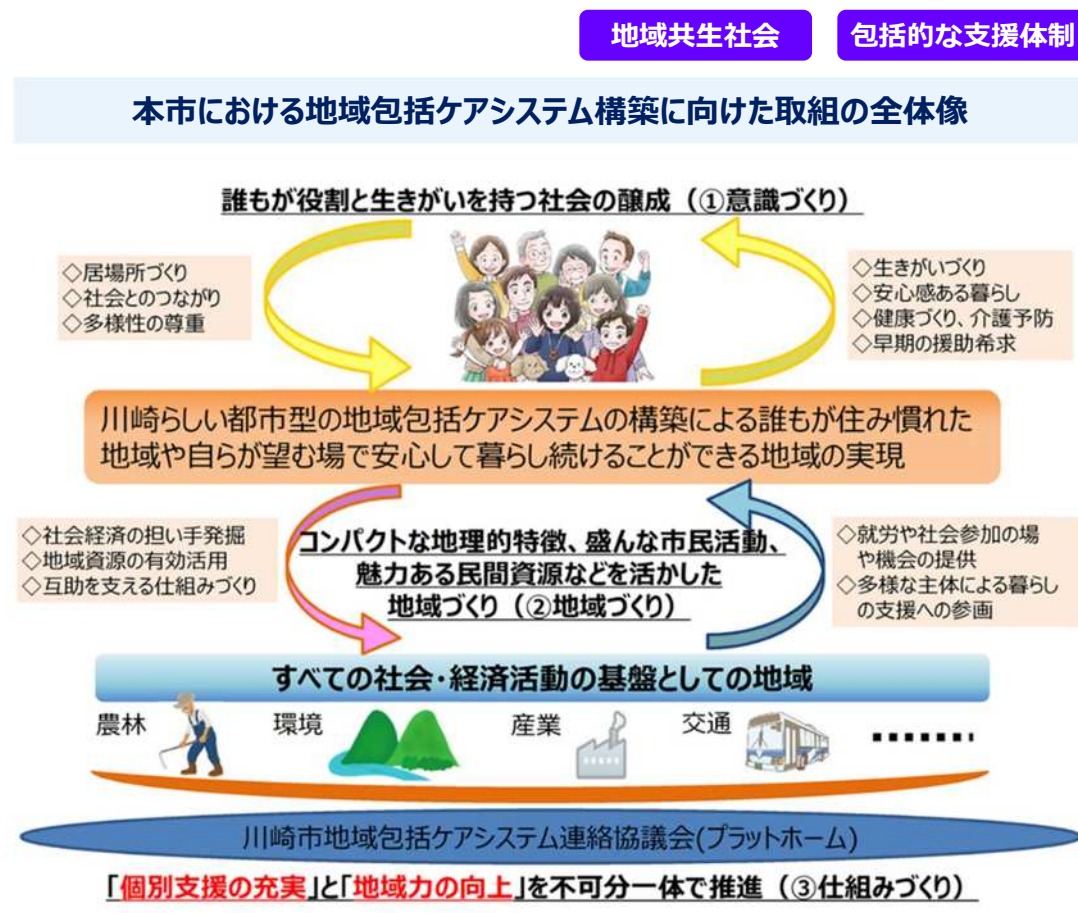 地域共生社会
包括的な支援体制
本市における地域包括ケアシステム構築に向けた取組の全体像
誰もが役割と生きがいを持つ社会の醸成（①意識づくり）
◇居場所づくり
◇社会とのつながり
◇多様性の尊重
◇生きがいづくり
◇安心感ある暮らし
◇健康づくり、介護予防
◇早期の援助希求
川崎らしい都市型の地域包括ケアシステムの構築による誰もが住み慣れた
地域や自らが望む場で安心して暮らし続けることができる地域の実現
◇社会経済の担い手発掘
◇地域資源の有効活用
◇互助を支える仕組みづくり
コンパクトな地理的特徴、盛んな市民活動、
魅力ある民間資源などを活かした
地域づくり（②地域づくり）
◇就労や社会参加の場
や機会の提供
◇多様な主体による暮らし
の支援への参画
すべての社会・経済活動の基盤としての地域
農林
環境
産業
交通
川崎市地域包括ケアシステム連絡協議会(プラットホーム)
「個別支援の充実」と「地域力の向上」を不可分一体で推進（③仕組みづくり）